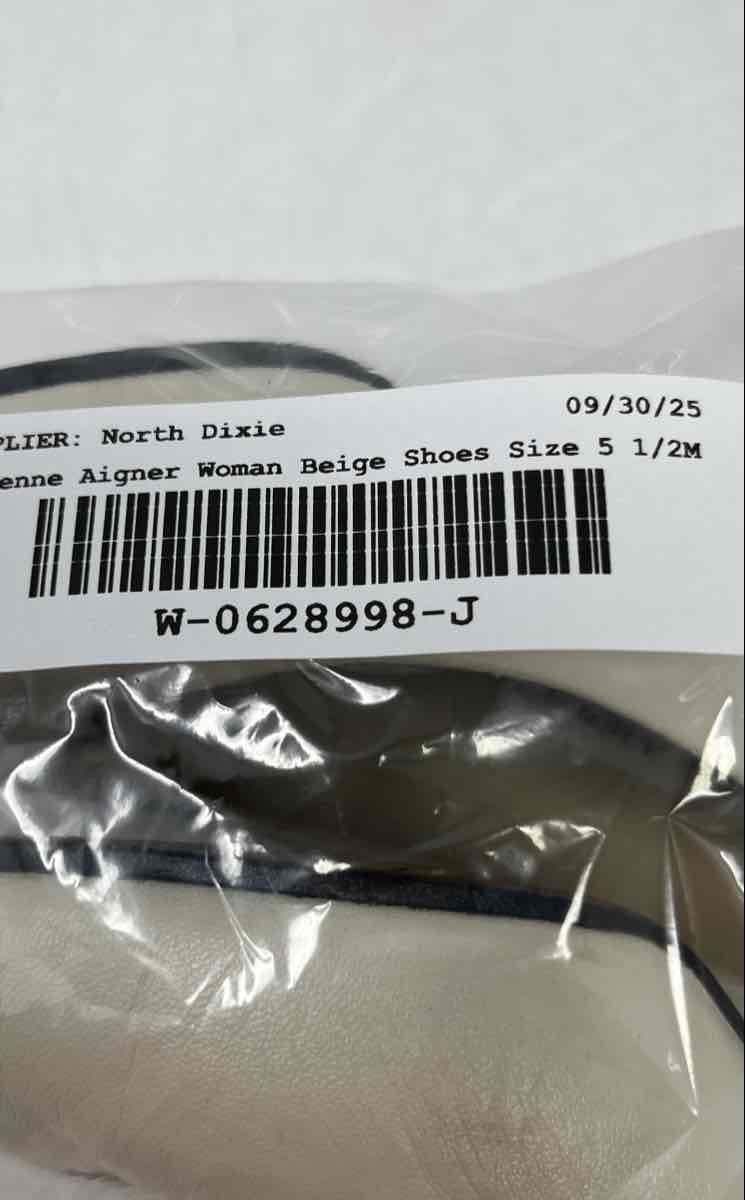 PLIER: North Dixie 09/30/25
enne Aigner Woman Beige Shoes Size 5 1/2M
W-0628998-J